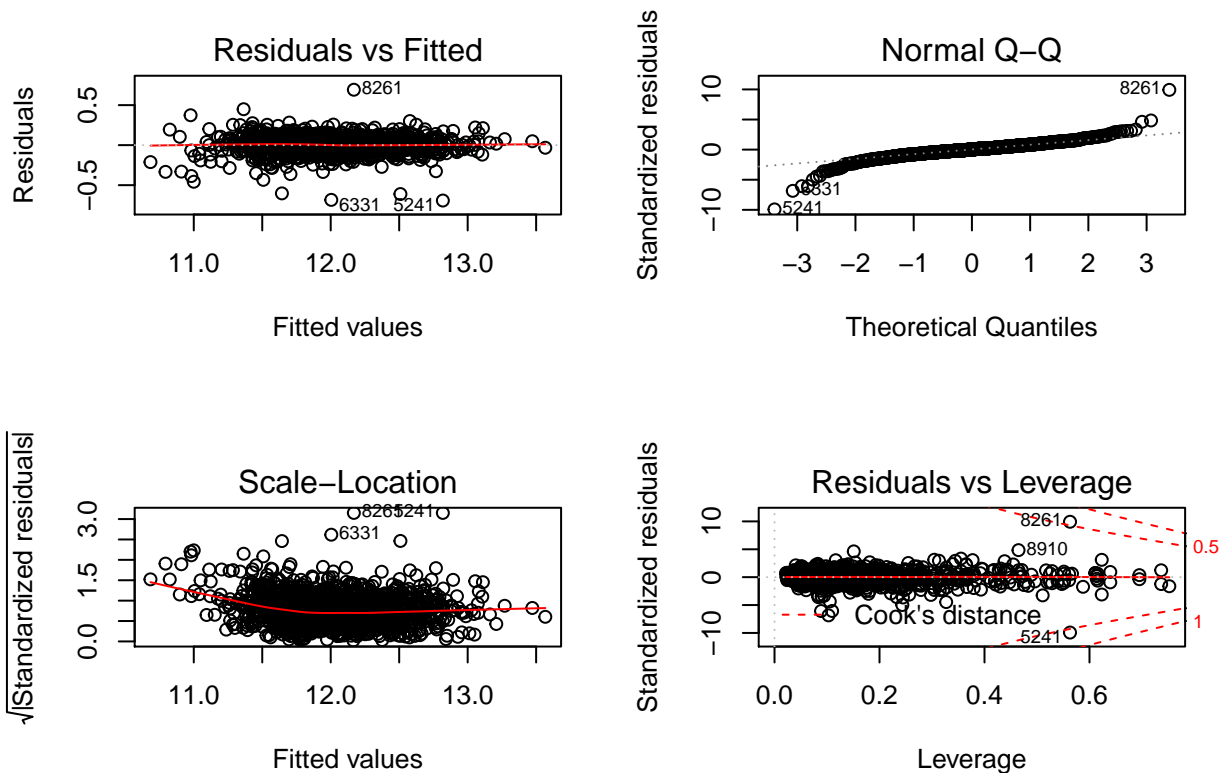 Residuals vs Fitted
Residuals
0.5
−0.5
8261
6331
5241
11.0 12.0 13.0
Fitted values
Normal Q−Q
Standardized residuals
10
0
−10
8261
6331
5241
−3 −2 −1 0 1 2 3
Theoretical Quantiles
Scale−Location
√|Standardized residuals|
3.0
1.5
0.0
8261
5241
6331
11.0 12.0 13.0
Fitted values
Residuals vs Leverage
Standardized residuals
10
0
−10
8261
8910
0.5
Cook's distance
1
5241
0.0 0.2 0.4 0.6
Leverage